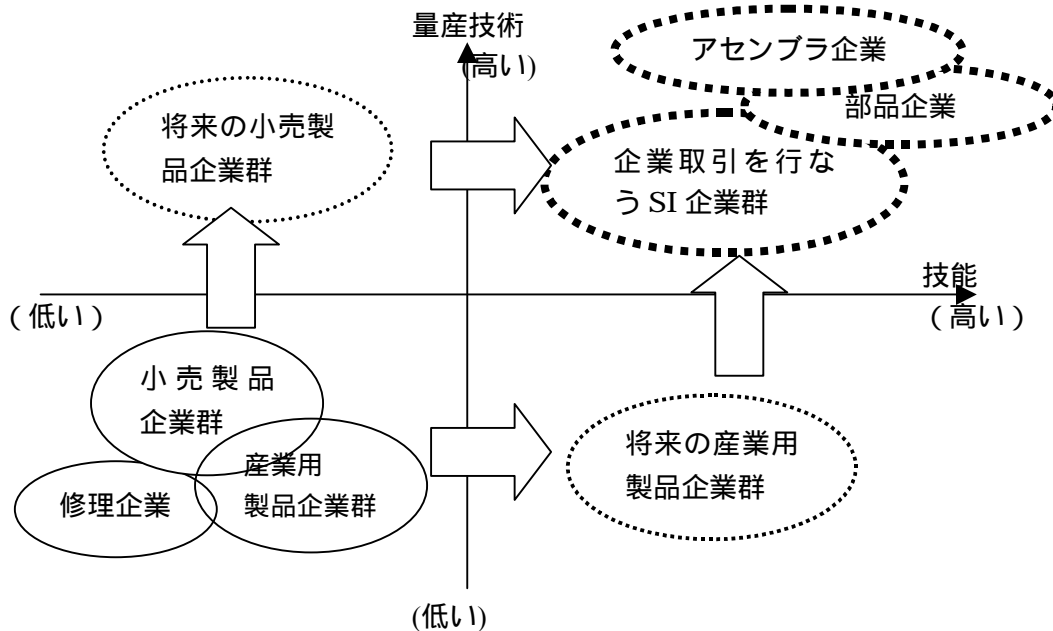 量産技術
(高い)
アセンブラ企業
部品企業
将来の小売製
品企業群
企業取引を行な
う SI 企業群
技能
(低い)
(高い)
小売製品
企業群
産業用
製品企業群
修理企業
将来の産業用
製品企業群
(低い)